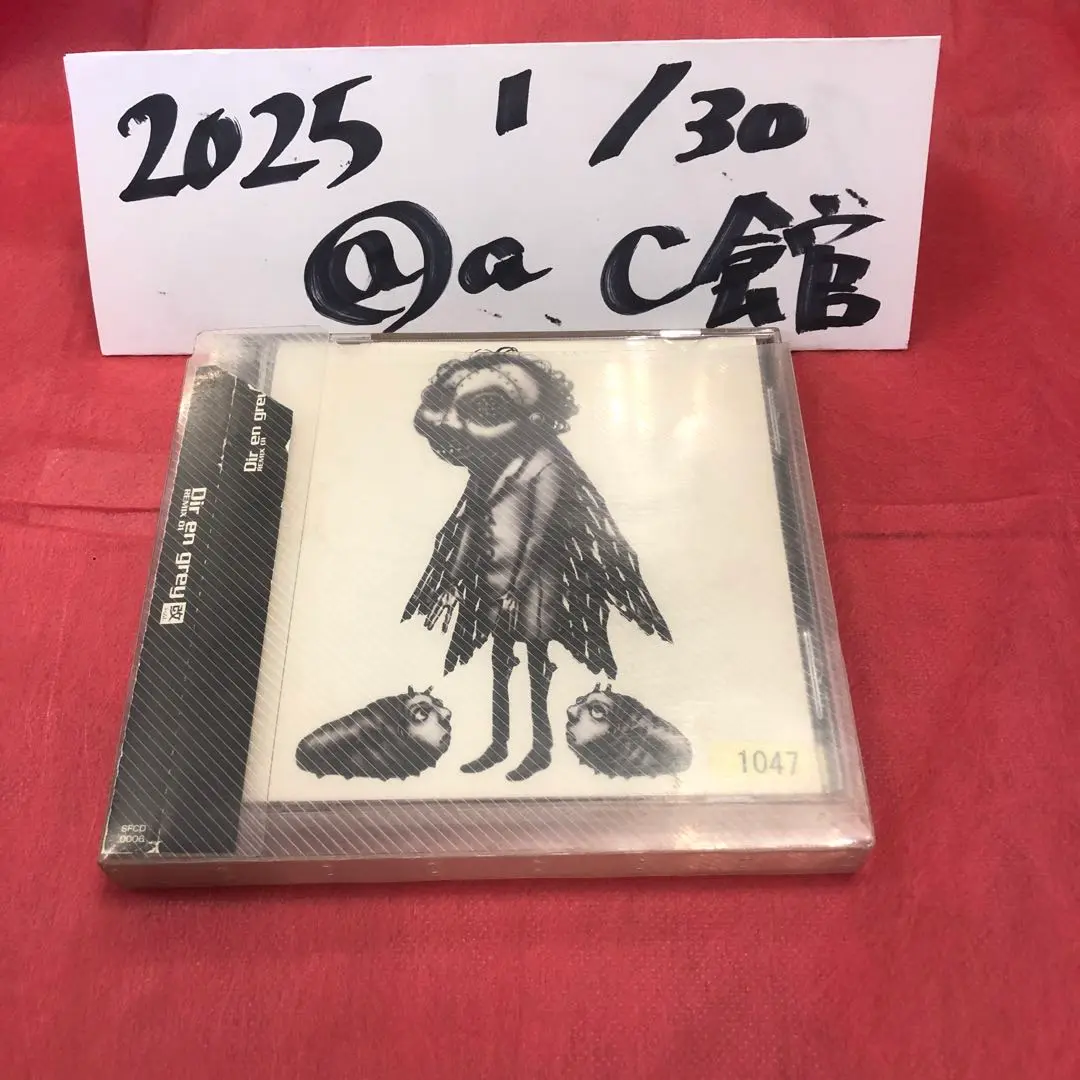 2025 1/30
@a C館
Dir en grey
REMIX 01
Dir en grey 改
REMIX 01
1047
SFCD
0006